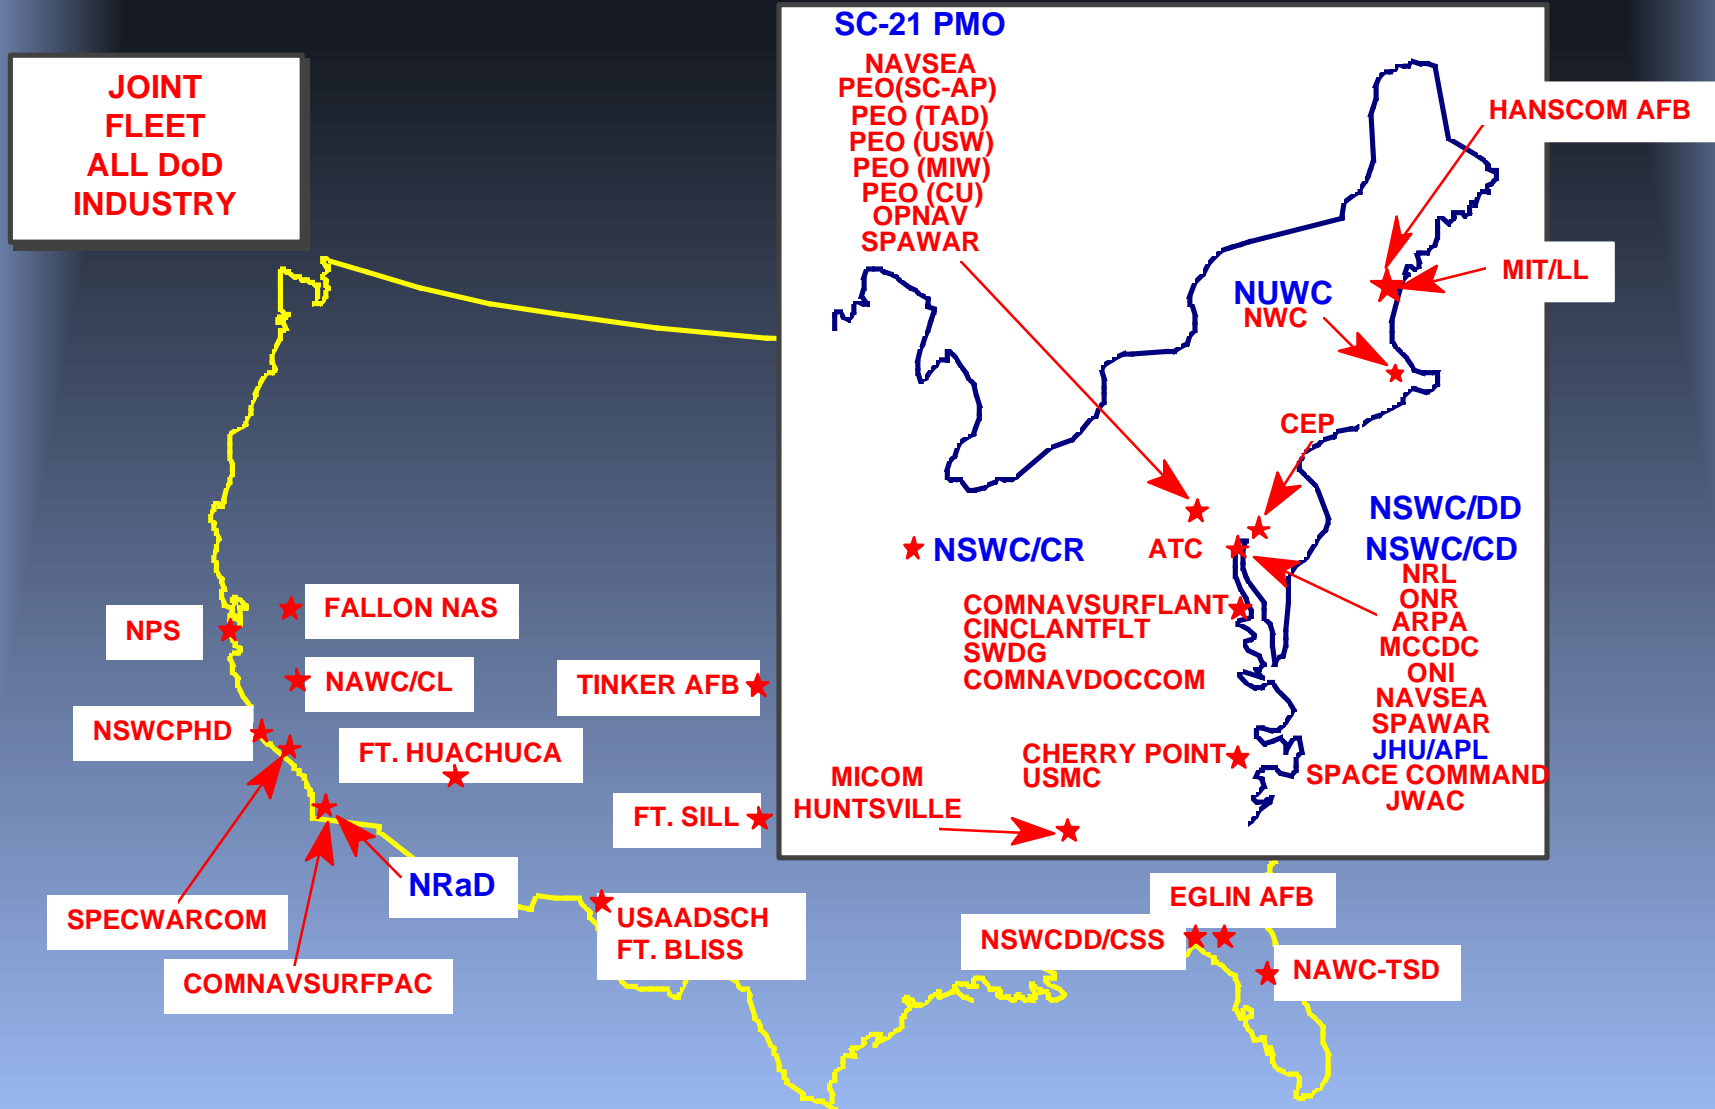 JOINT
FLEET
ALL DoD
INDUSTRY
SC-21 PMO
NAVSEA
PEO(SC-AP)
PEO (TAD)
PEO (USW)
PEO (MIW)
PEO (CU)
OPNAV
SPAWAR
HANSCOM AFB
MIT/LL
NUWC
NWC
CEP
NSWC/CR
ATC
NSWC/DD
NSWC/CD
NRL
ONR
ARPA
MCCDC
ONI
NAVSEA
SPAWAR
JHU/APL
SPACE COMMAND
JWAC
COMNAVSURFLANT
CINCLANTFLT
SWDG
COMNAVDOCCOM
CHERRY POINT
USMC
MICOM
HUNTSVILLE
FALLON NAS
NPS
NAWC/CL
TINKER AFB
NSWCPHD
FT. HUACHUCA
FT. SILL
NRaD
SPECWARCOM
COMNAVSURFPAC
USAADSCH
FT. BLISS
EGLIN AFB
NSWCDD/CSS
NAWC-TSD